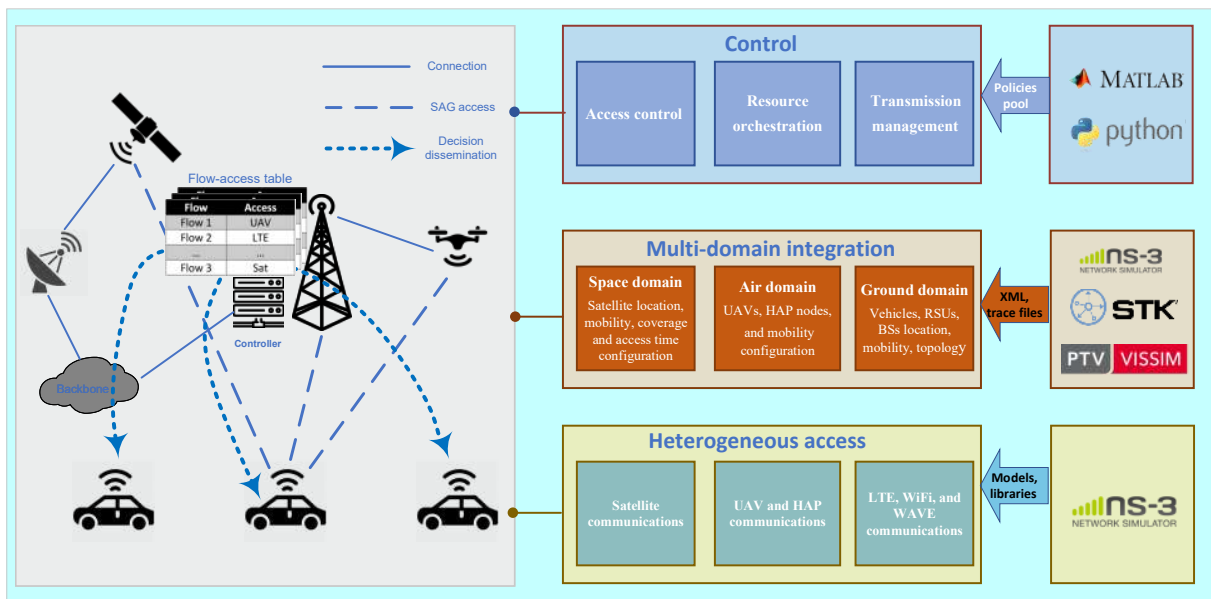 Connection
SAG access
Decision
dissemination
Flow-access table
Flow Access
Flow 1 UAV
Flow 2 LTE
... ...
Flow 3 Sat
Controller
Backbone
Control
Access control
Resource
orchestration
Transmission
management
Policies
pool
MATLAB
python
Multi-domain integration
Space domain
Satellite location,
mobility, coverage
and access time
configuration
Air domain
UAVs, HAP nodes,
and mobility
configuration
Ground domain
Vehicles, RSUs,
BSs location,
mobility, topology
XML,
trace files
ns-3
NETWORK SIMULATOR
STK
PTV VISSIM
Heterogeneous access
Satellite
communications
UAV and HAP
communications
LTE, WiFi, and
WAVE
communications
Models,
libraries
ns-3
NETWORK SIMULATOR